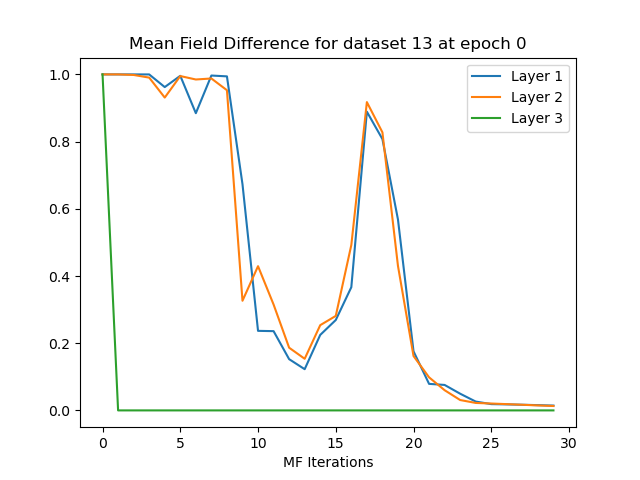 Mean Field Difference for dataset 13 at epoch 0
1.0
0.8
0.6
0.4
0.2
0.0
Layer 1
Layer 2
Layer 3
0 5 10 15 20 25 30
MF Iterations